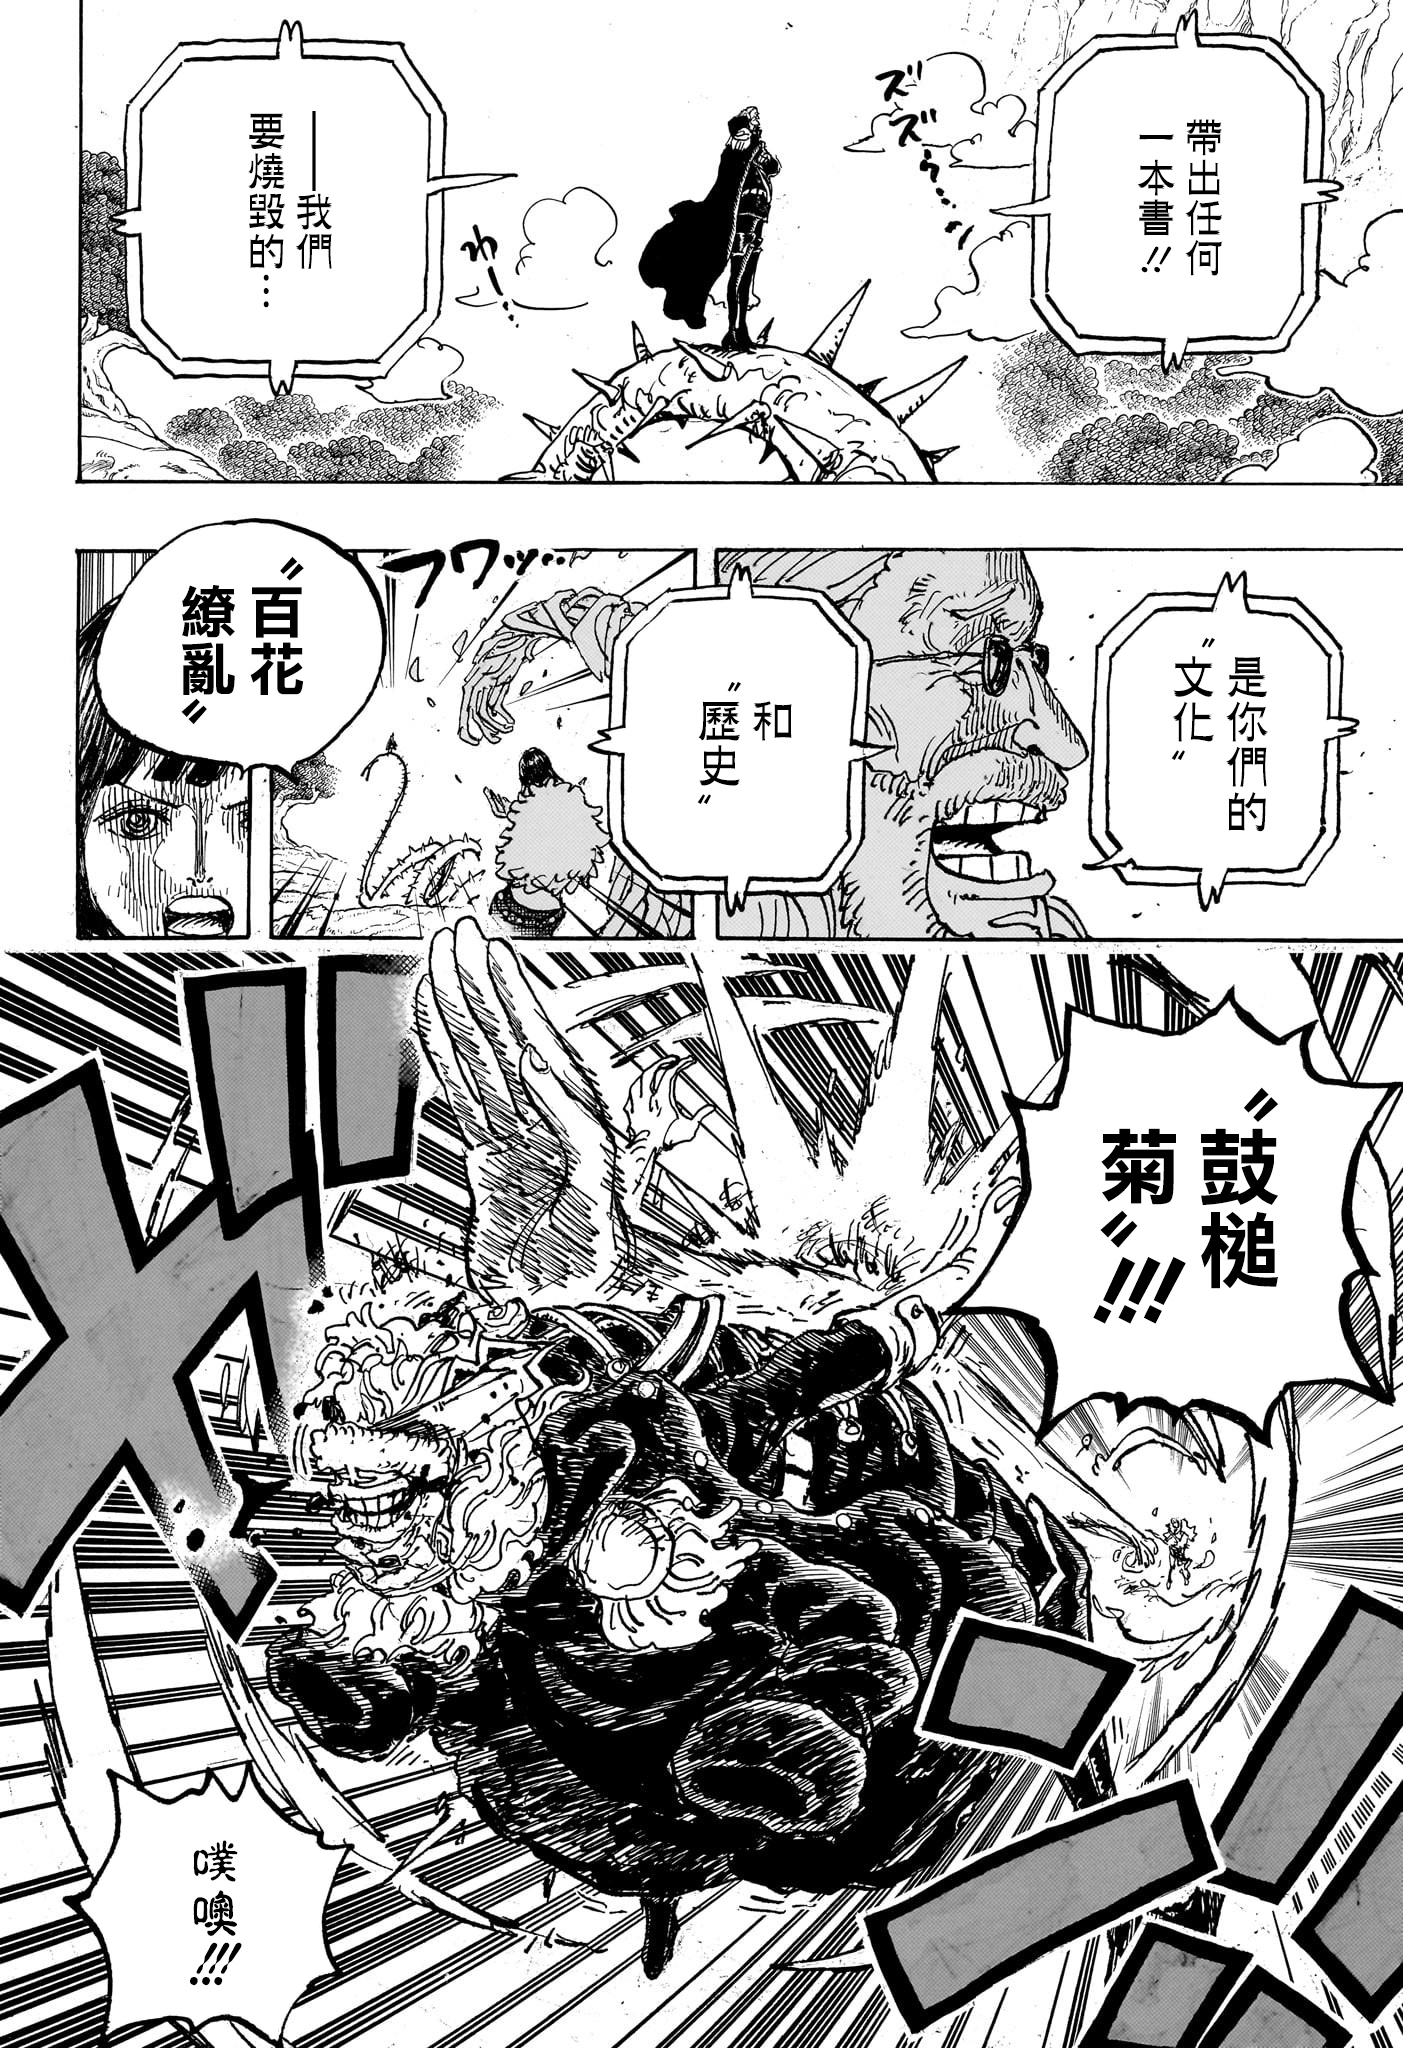 帶出任何
一本書!!
ズズゥ…
──我們
要燒毀的…
わー…
是你們的
〝文化〞
和
〝歷史〞
フワッ…
〝百花
繚亂〞
〝鼓槌
菊〞!!!
噗噢!!!